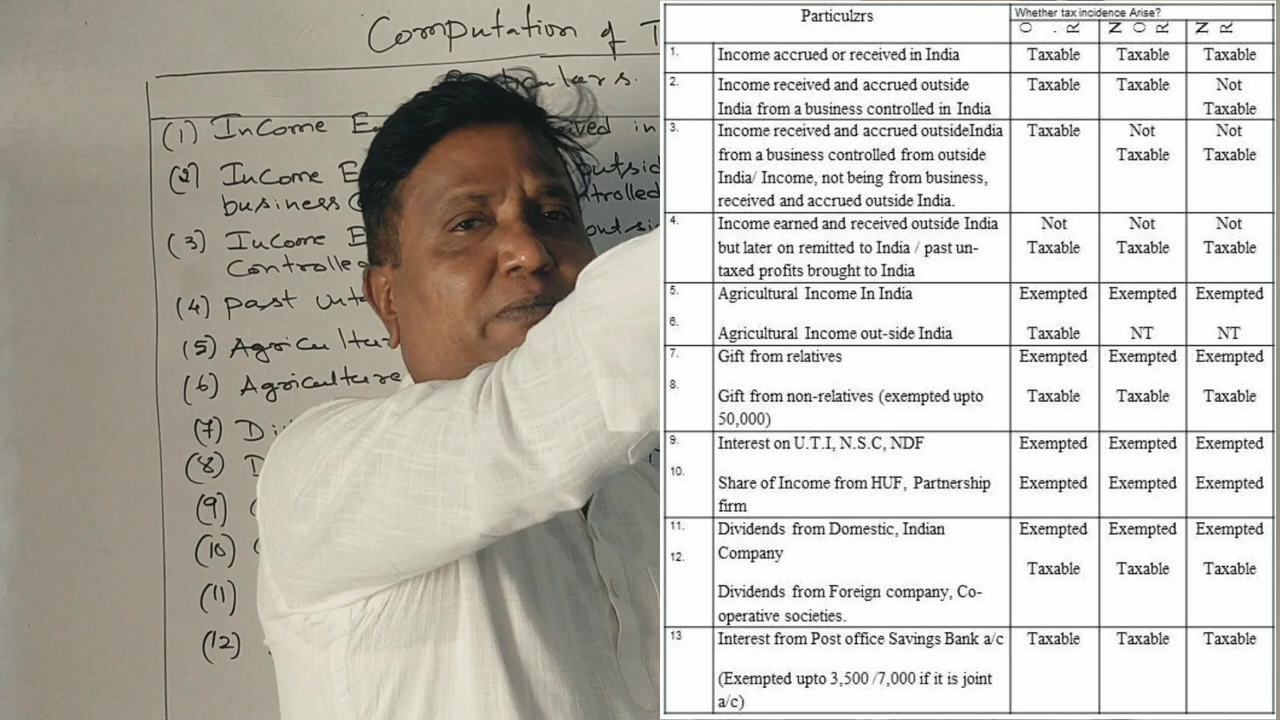 Computation of T
Particulars.
(1) Income E ived in
(2) Income E outsid
business ntrolled
(3) Income E outsi
Controlled
(4) past unta
(5) Agricultur
(6) Agriculture
(7) Di
(8) D
(9)
(10)
(11)
(12)
Particulzrs Whether tax incidence Arise?
O . R N O R N R
1. Income accrued or received in India Taxable Taxable Taxable
2. Income received and accrued outside Taxable Taxable Not
India from a business controlled in India Taxable
3. Income received and accrued outsideIndia Taxable Not Not
from a business controlled from outside Taxable Taxable
India/ Income, not being from business,
received and accrued outside India.
4. Income earned and received outside India Not Not Not
but later on remitted to India / past un- Taxable Taxable Taxable
taxed profits brought to India
5. Agricultural Income In India Exempted Exempted Exempted
6. Agricultural Income out-side India Taxable NT NT
7. Gift from relatives Exempted Exempted Exempted
8. Gift from non-relatives (exempted upto Taxable Taxable Taxable
50,000)
9. Interest on U.T.I, N.S.C, NDF Exempted Exempted Exempted
10. Share of Income from HUF, Partnership Exempted Exempted Exempted
firm
11. Dividends from Domestic, Indian Exempted Exempted Exempted
Company
12. Dividends from Foreign company, Co- Taxable Taxable Taxable
operative societies.
13 Interest from Post office Savings Bank a/c Taxable Taxable Taxable
(Exempted upto 3,500 /7,000 if it is joint
a/c)